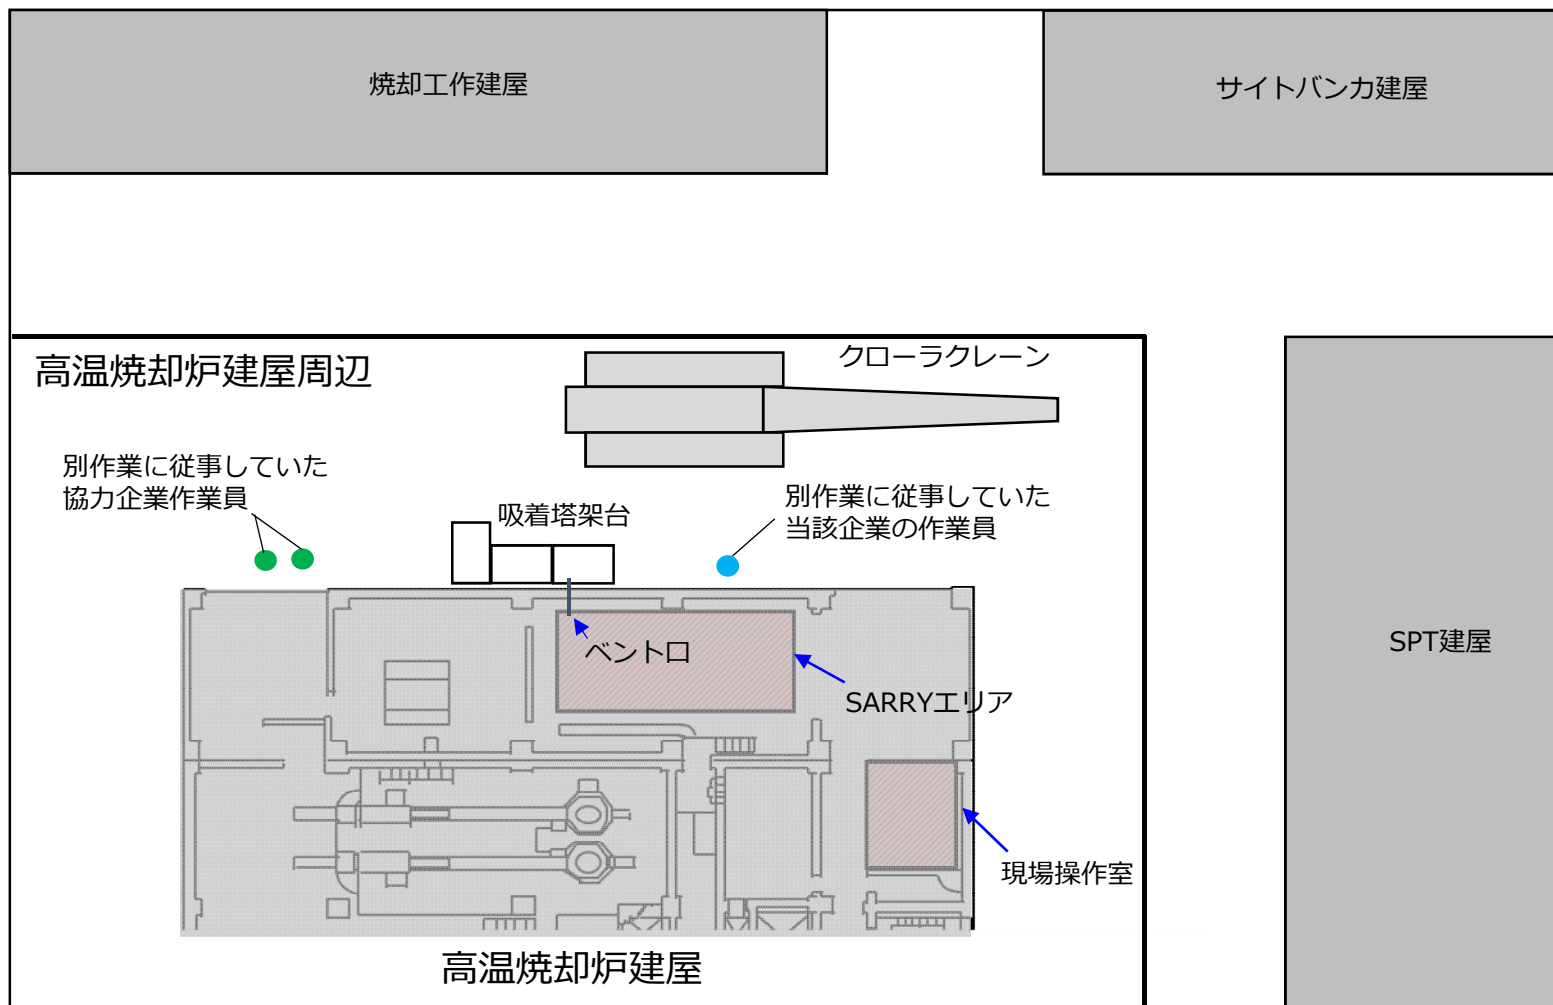 焼却工作建屋
サイトバンカ建屋
高温焼却炉建屋周辺
クローラクレーン
別作業に従事していた
協力企業作業員
吸着塔架台
別作業に従事していた
当該企業の作業員
ベント口
SARRYエリア
SPT建屋
現場操作室
高温焼却炉建屋